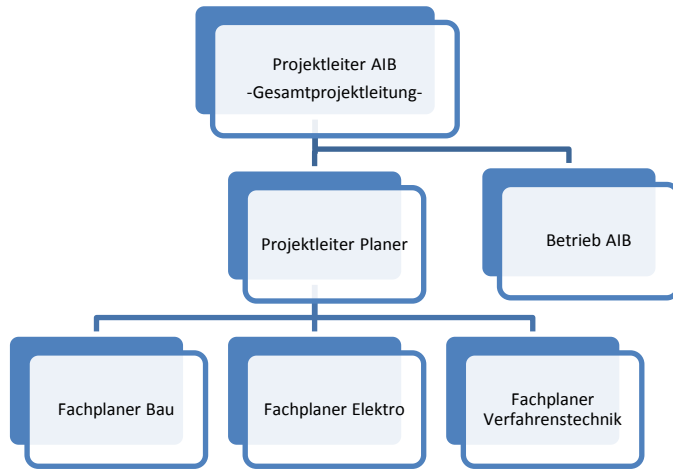 Projektleiter AIB
-Gesamtprojektleitung-
Projektleiter Planer
Betrieb AIB
Fachplaner Bau
Fachplaner Elektro
Fachplaner
Verfahrenstechnik